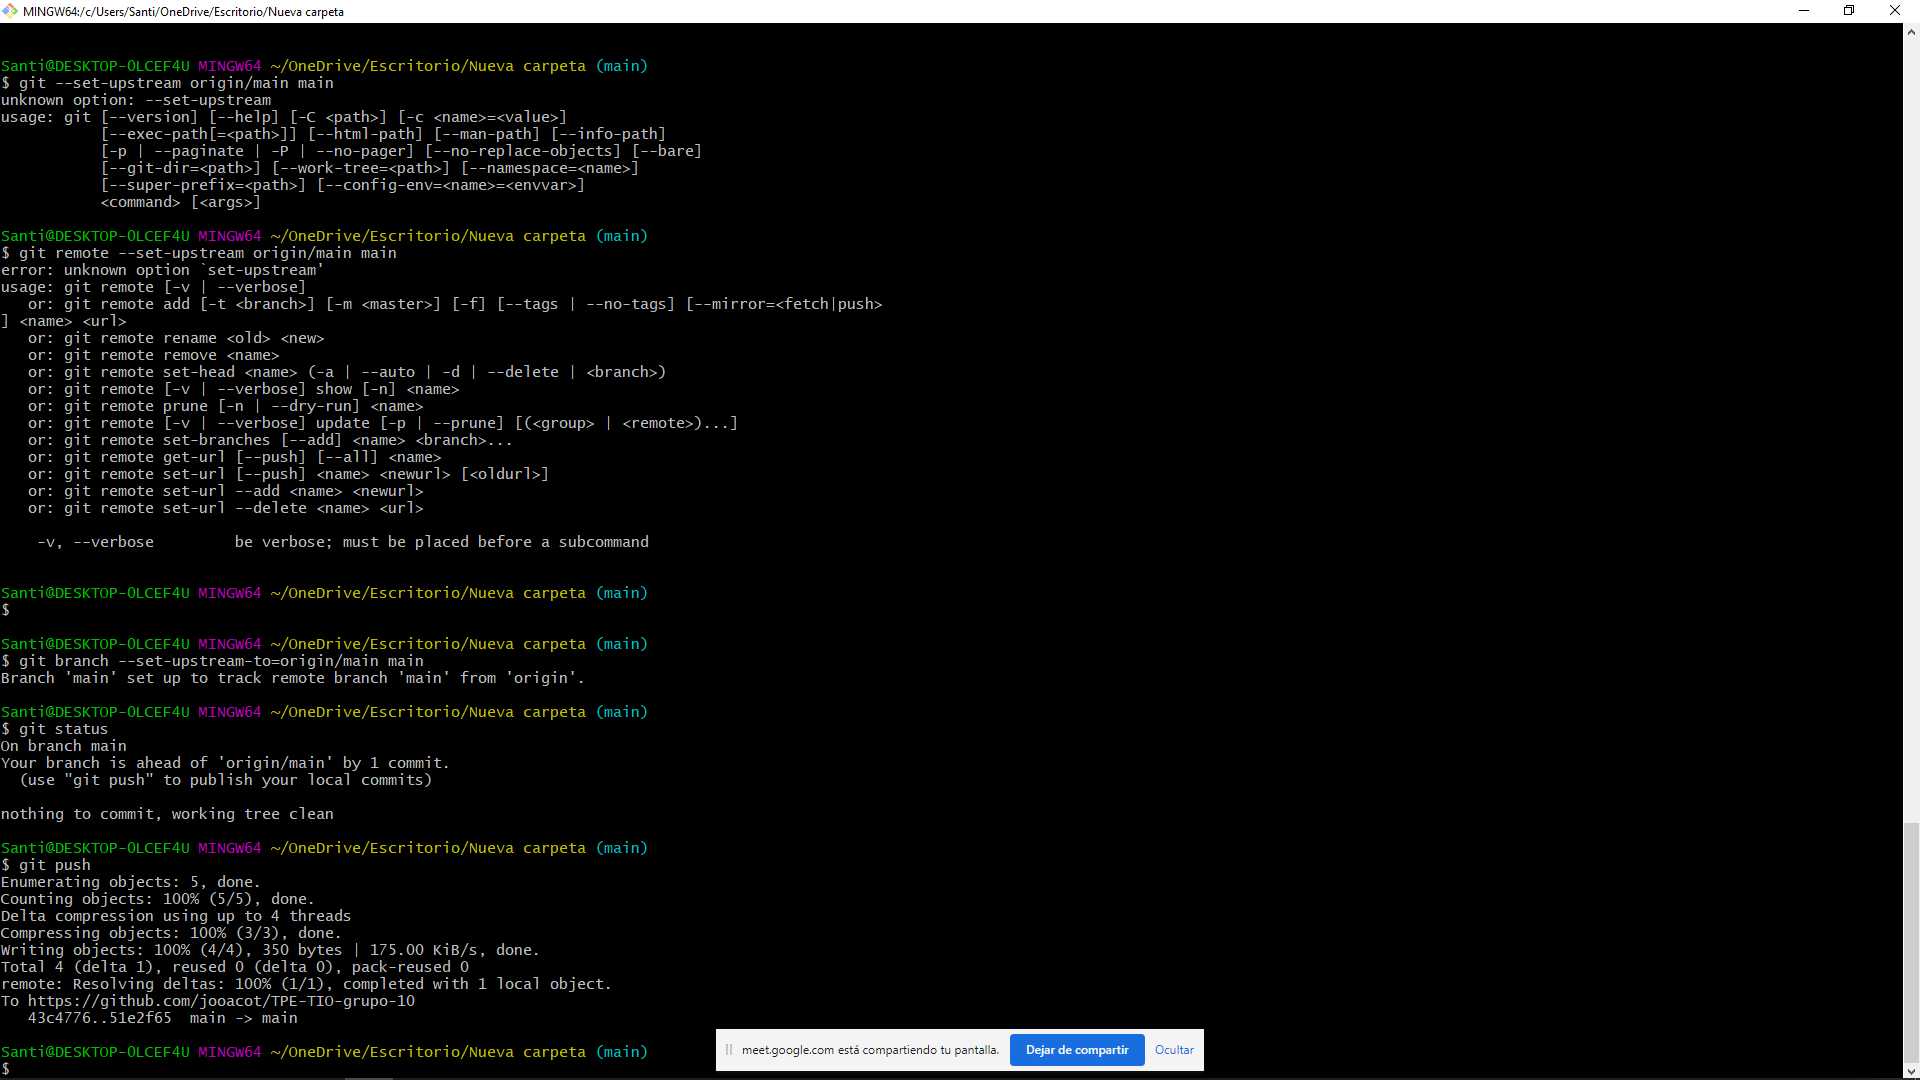 MINGW64:/c/Users/Santi/OneDrive/Escritorio/Nueva carpeta
Santi@DESKTOP-OLCEF4U MINGW64 ~/OneDrive/Escritorio/Nueva carpeta (main)
$ git --set-upstream origin/main main
unknown option: --set-upstream
usage: git [--version] [--help] [-C <path>] [-c <name>=<value>]
           [--exec-path[=<path>]] [--html-path] [--man-path] [--info-path]
           [-p | --paginate | -P | --no-pager] [--no-replace-objects] [--bare]
           [--git-dir=<path>] [--work-tree=<path>] [--namespace=<name>]
           [--super-prefix=<path>] [--config-env=<name>=<envvar>]
           <command> [<args>]
Santi@DESKTOP-OLCEF4U MINGW64 ~/OneDrive/Escritorio/Nueva carpeta (main)
$ git remote --set-upstream origin/main main
error: unknown option `set-upstream'
usage: git remote [-v | --verbose]
   or: git remote add [-t <branch>] [-m <master>] [-f] [--tags | --no-tags] [--mirror=<fetch|push>
] <name> <url>
   or: git remote rename <old> <new>
   or: git remote remove <name>
   or: git remote set-head <name> (-a | --auto | -d | --delete | <branch>)
   or: git remote [-v | --verbose] show [-n] <name>
   or: git remote prune [-n | --dry-run] <name>
   or: git remote [-v | --verbose] update [-p | --prune] [(<group> | <remote>)...]
   or: git remote set-branches [--add] <name> <branch>...
   or: git remote get-url [--push] [--all] <name>
   or: git remote set-url [--push] <name> <newurl> [<oldurl>]
   or: git remote set-url --add <name> <newurl>
   or: git remote set-url --delete <name> <url>
    -v, --verbose         be verbose; must be placed before a subcommand
Santi@DESKTOP-OLCEF4U MINGW64 ~/OneDrive/Escritorio/Nueva carpeta (main)
$
Santi@DESKTOP-OLCEF4U MINGW64 ~/OneDrive/Escritorio/Nueva carpeta (main)
$ git branch --set-upstream-to=origin/main main
Branch 'main' set up to track remote branch 'main' from 'origin'.
Santi@DESKTOP-OLCEF4U MINGW64 ~/OneDrive/Escritorio/Nueva carpeta (main)
$ git status
On branch main
Your branch is ahead of 'origin/main' by 1 commit.
  (use "git push" to publish your local commits)
nothing to commit, working tree clean
Santi@DESKTOP-OLCEF4U MINGW64 ~/OneDrive/Escritorio/Nueva carpeta (main)
$ git push
Enumerating objects: 5, done.
Counting objects: 100% (5/5), done.
Delta compression using up to 4 threads
Compressing objects: 100% (3/3), done.
Writing objects: 100% (4/4), 350 bytes | 175.00 KiB/s, done.
Total 4 (delta 1), reused 0 (delta 0), pack-reused 0
remote: Resolving deltas: 100% (1/1), completed with 1 local object.
To https://github.com/jooacot/TPE-TIO-grupo-10
   43c4776..51e2f65  main -> main
Santi@DESKTOP-OLCEF4U MINGW64 ~/OneDrive/Escritorio/Nueva carpeta (main)
$
meet.google.com está compartiendo tu pantalla.
Dejar de compartir
Ocultar